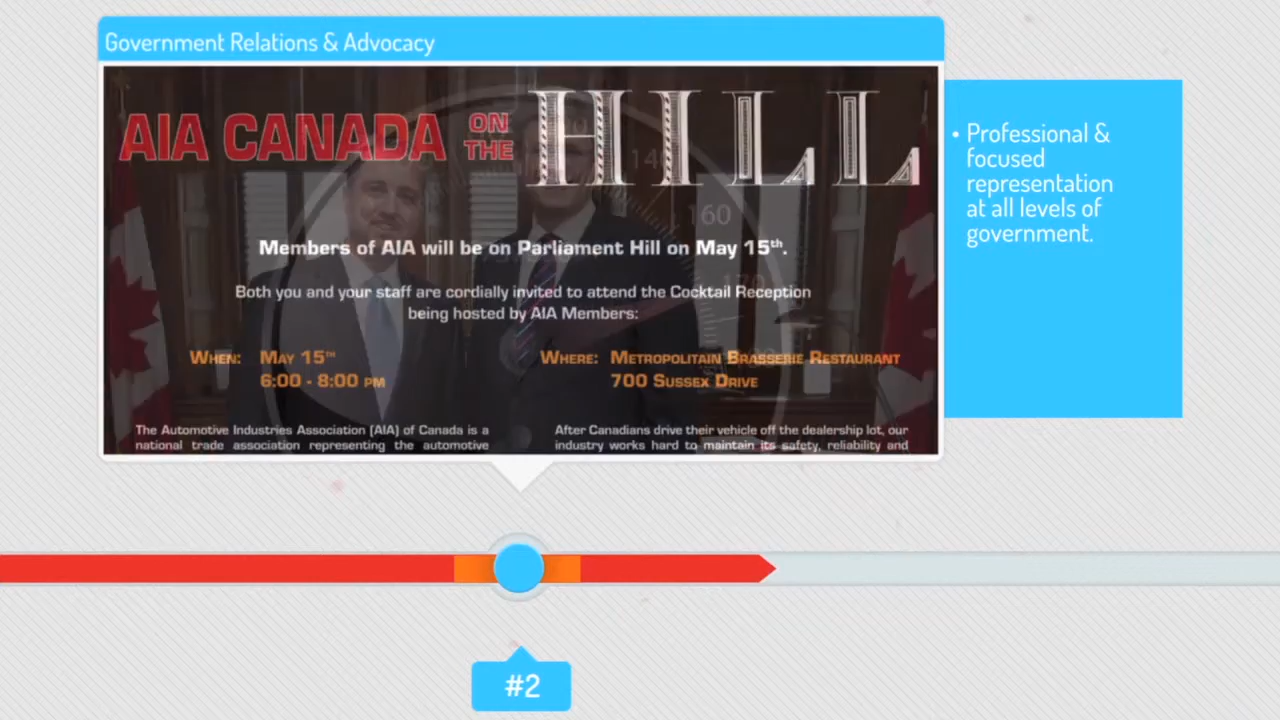 Government Relations & Advocacy
AIA CANADA ON THE HILL
Members of AIA will be on Parliament Hill on May 15th.
Both you and your staff are cordially invited to attend the Cocktail Reception
being hosted by AIA Members:
WHEN: MAY 15TH
6:00 - 8:00 PM
WHERE: METROPOLITAIN BRASSERIE RESTAURANT
700 SUSSEX DRIVE
The Automotive Industries Association (AIA) of Canada is a
national trade association representing the automotive
After Canadians drive their vehicle off the dealership lot, our
industry works hard to maintain its safety, reliability and
140
160
170
180
• Professional &
focused
representation
at all levels of
government.
#2